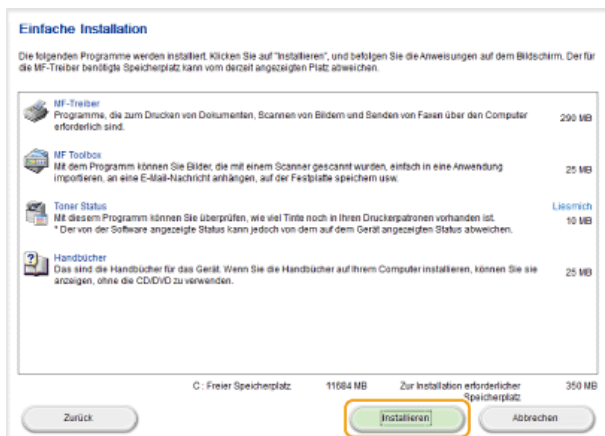 Einfache Installation
Die folgenden Programme werden installiert. Klicken Sie auf "Installieren", und befolgen Sie die Anweisungen auf dem Bildschirm. Der für
die MF-Treiber benötigte Speicherplatz kann vom derzeit angezeigten Platz abweichen.
MF-Treiber
Programme, die zum Drucken von Dokumenten, Scannen von Bildern und Senden von Faxen über den Computer
erforderlich sind.
290 MB
MF Toolbox
Mit dem Programm können Sie Bilder, die mit einem Scanner gescannt wurden, einfach in eine Anwendung
importieren, an eine E-Mail-Nachricht anhängen, auf der Festplatte speichern usw.
25 MB
Toner Status
Liesmich
Mit diesem Programm können Sie überprüfen, wie viel Tinte noch in Ihren Druckerpatronen vorhanden ist.
10 MB
* Der von der Software angezeigte Status kann jedoch von dem auf dem Gerät angezeigten Status abweichen.
Handbücher
Das sind die Handbücher für das Gerät. Wenn Sie die Handbücher auf Ihrem Computer installieren, können Sie sie
anzeigen, ohne die CD/DVD zu verwenden.
25 MB
C : Freier Speicherplatz 11684 MB Zur Installation erforderlicher 350 MB
Speicherplatz
Zurück Installieren Abbrechen